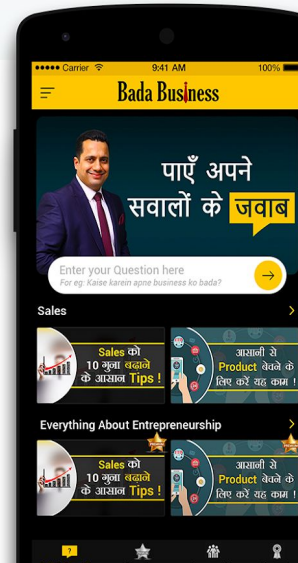 Carrier 9:41 AM 100%
Bada Business
पाएँ अपने
सवालों के जवाब
Enter your Question here
For eg: Kaise karein apne business ko bada?
Sales
Sales को
10 गुना बढ़ाने
के आसान Tips !
आसानी से
Product बेचने के
लिए करें यह काम !
Everything About Entrepreneurship
Sales को
10 गुना बढ़ाने
के आसान Tips !
आसानी से
Product बेचने के
लिए करें यह काम !